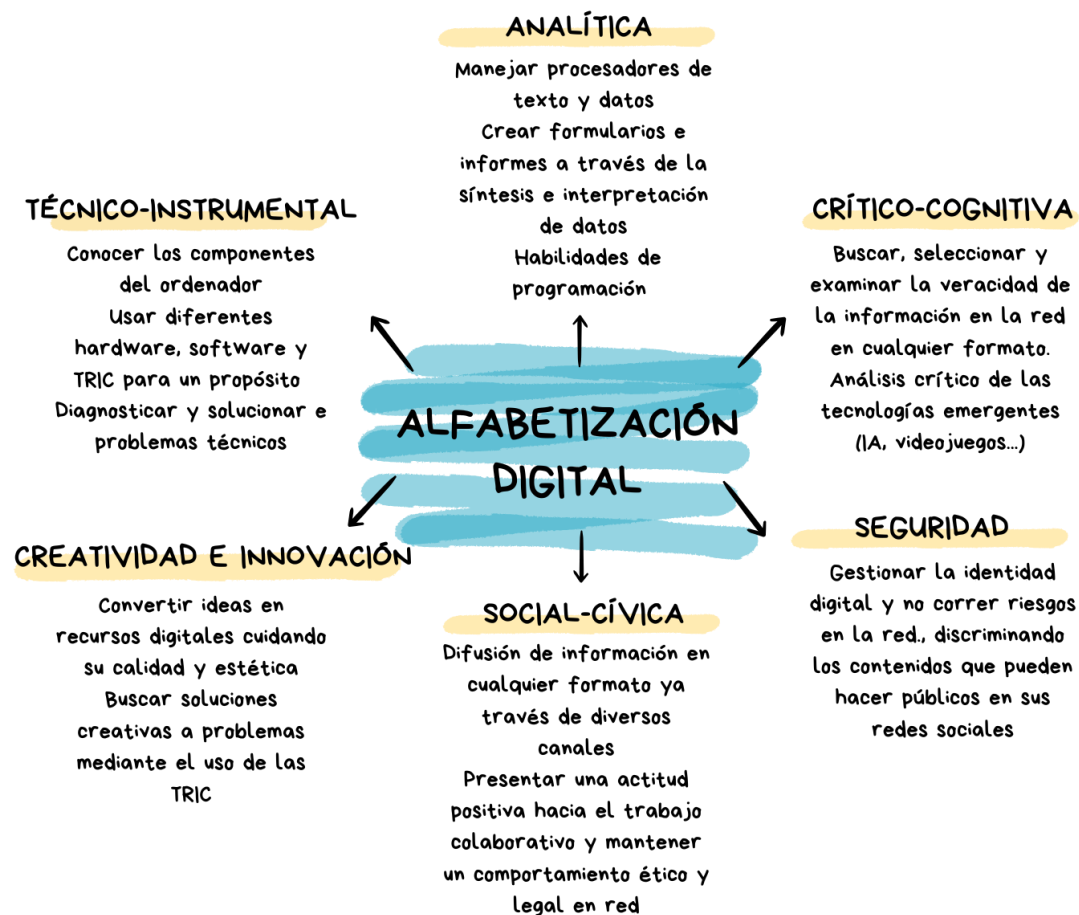 ANALÍTICA
Manejar procesadores de
texto y datos
Crear formularios e
informes a través de la
síntesis e interpretación
de datos
Habilidades de
programación
TÉCNICO-INSTRUMENTAL
Conocer los componentes
del ordenador
Usar diferentes
hardware, software y
TRIC para un propósito
Diagnosticar y solucionar e
problemas técnicos
CRÍTICO-COGNITIVA
Buscar, seleccionar y
examinar la veracidad de
la información en la red
en cualquier formato.
Análisis crítico de las
tecnologías emergentes
(IA, videojuegos...)
ALFABETIZACIÓN
DIGITAL
CREATIVIDAD E INNOVACIÓN
Convertir ideas en
recursos digitales cuidando
su calidad y estética
Buscar soluciones
creativas a problemas
mediante el uso de las
TRIC
SOCIAL-CÍVICA
Difusión de información en
cualquier formato ya
través de diversos
canales
Presentar una actitud
positiva hacia el trabajo
colaborativo y mantener
un comportamiento ético y
legal en red
SEGURIDAD
Gestionar la identidad
digital y no correr riesgos
en la red., discriminando
los contenidos que pueden
hacer públicos en sus
redes sociales